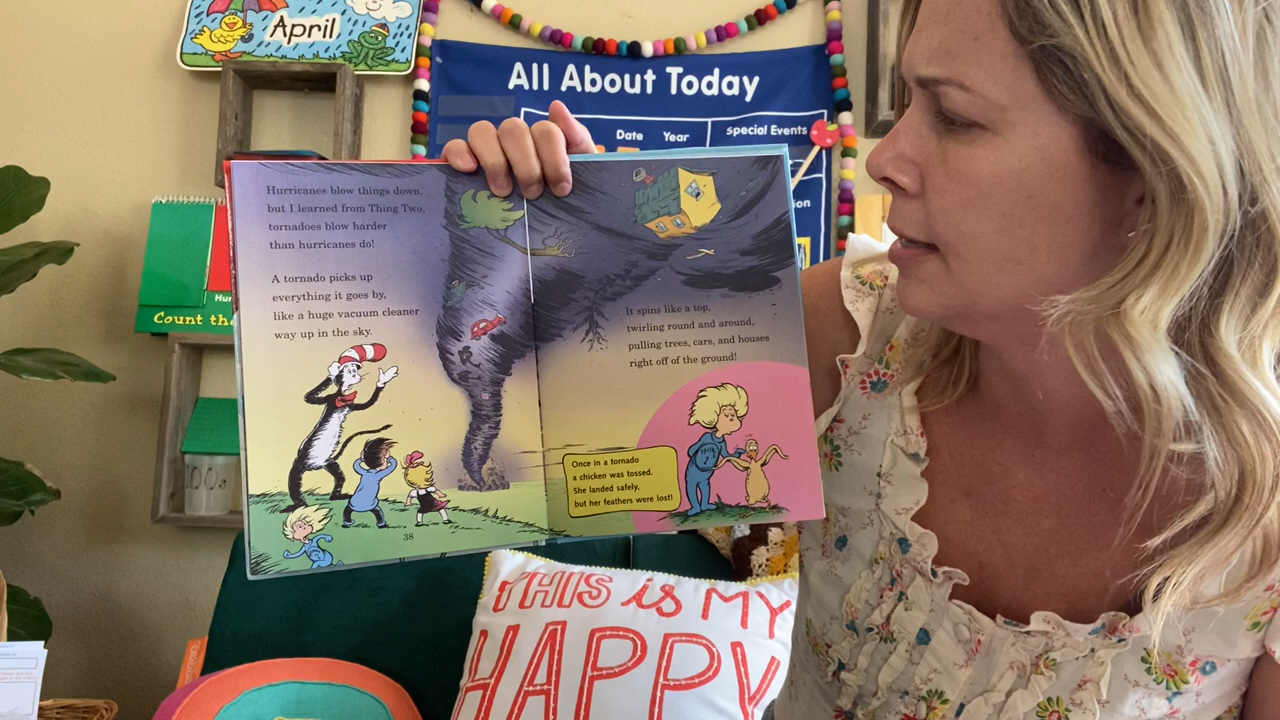 April
All About Today
Date Year special Events
Hurricanes blow things down,
but I learned from Thing Two,
tornadoes blow harder
than hurricanes do!
A tornado picks up
everything it goes by,
like a huge vacuum cleaner
way up in the sky.
38
It spins like a top,
twirling round and around,
pulling trees, cars, and houses
right off of the ground!
Once in a tornado
a chicken was tossed.
She landed safely,
but her feathers were lost!
Count the
THIS is MY
HAPPY